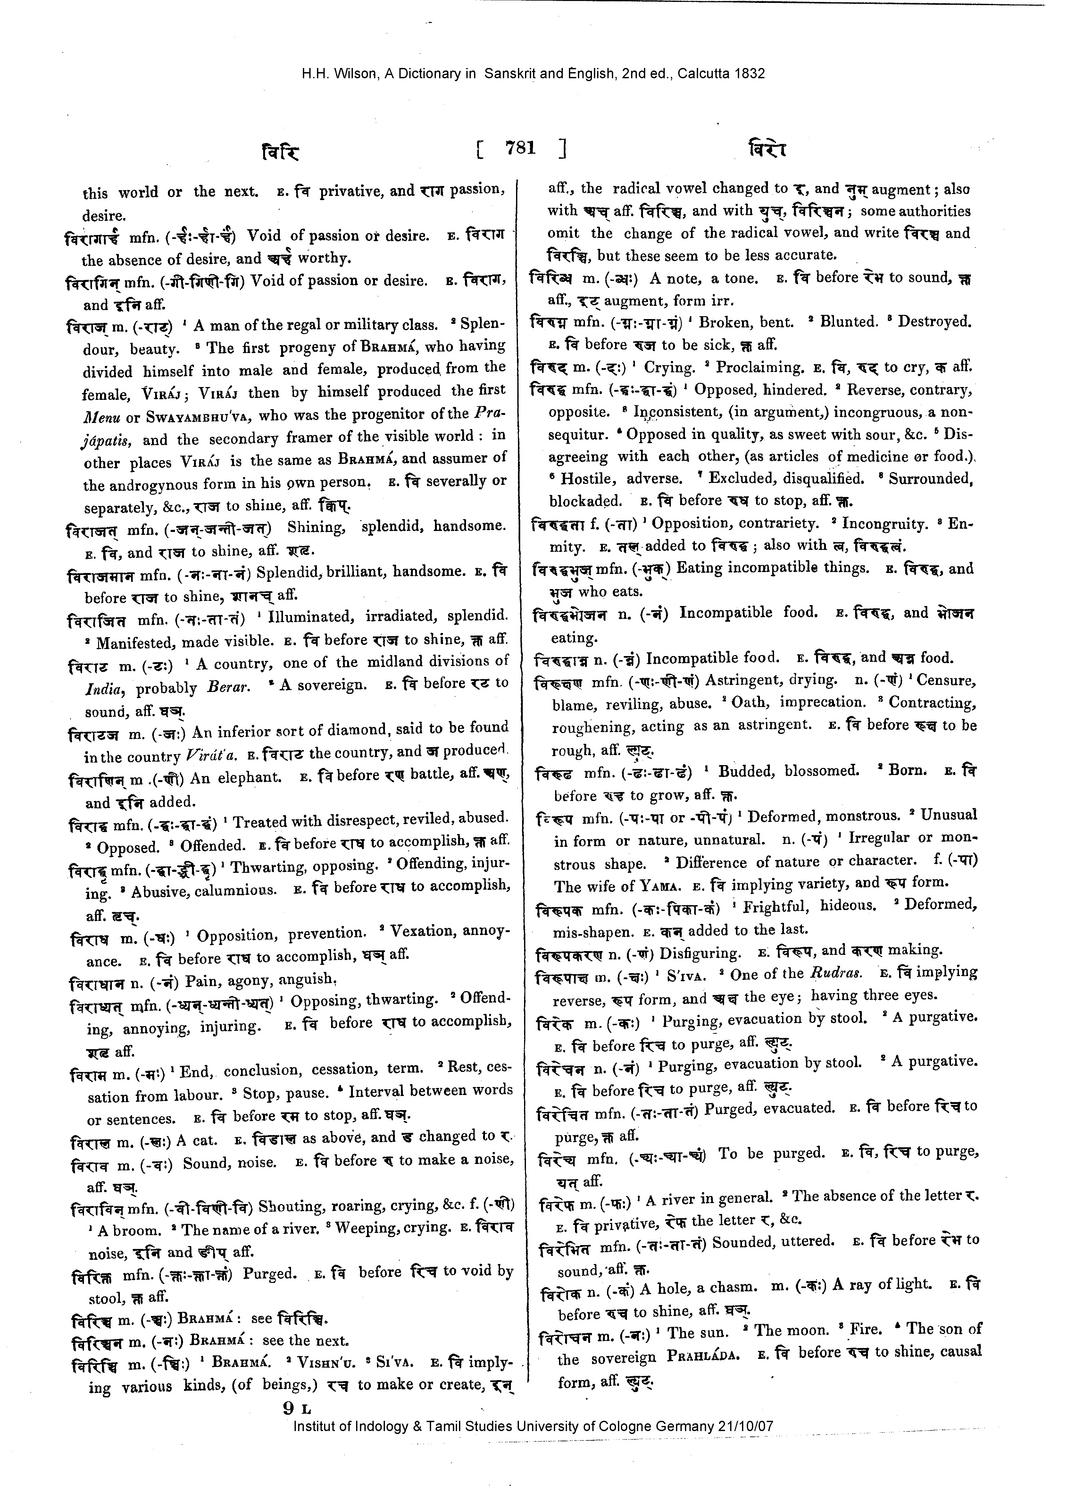 H.H. Wilson, A Dictionary in Sanskrit and English, 2nd ed., Calcutta 1832
विरि [ 781 ] विरो
this world or the next. E. वि privative, and राग passion,
desire.
विरागार्ह mfn. (-र्हः-र्हा-र्हं) Void of passion or desire. E. विराग
the absence of desire, and अर्ह worthy.
विरागिन् mfn. (-गी-गिणी-गि) Void of passion or desire. E. विराग,
and इनि aff.
विराज् m. (-राट्) ¹ A man of the regal or military class. ² Splen-
dour, beauty. ³ The first progeny of BRAHMÁ, who having
divided himself into male and female, produced from the
female, VIRÁJ; VIRÁJ then by himself produced the first
Menu or SWAYAMBHU'VA, who was the progenitor of the Pra-
jápatis, and the secondary framer of the visible world : in
other places VIRÁJ is the same as BRAHMÁ, and assumer of
the androgynous form in his own person. E. वि severally or
separately, &c., राज to shine, aff. क्विप्.
विराजत् mfn. (-जन्-जन्ती-जत्) Shining, splendid, handsome.
E. वि, and राज to shine, aff. शतृ.
विराजमान mfn. (-नः-ना-नं) Splendid, brilliant, handsome. E. वि
before राज to shine, शानच् aff.
विराजित mfn. (-तः-ता-तं) ¹ Illuminated, irradiated, splendid.
² Manifested, made visible. E. वि before राज to shine, क्त aff.
विराट m. (-टः) ¹ A country, one of the midland divisions of
India, probably Berar. ² A sovereign. E. वि before रट to
sound, aff. घञ्.
विराटज m. (-जः) An inferior sort of diamond, said to be found
in the country Virát'a. E. विराट the country, and ज produced.
विराणिन् m .(-णी) An elephant. E. वि before रण battle, aff. अण्,
and इनि added.
विराद्ध mfn. (-द्धः-द्धा-द्धं) ¹ Treated with disrespect, reviled, abused.
² Opposed. ³ Offended. E. वि before राध to accomplish, क्त aff.
विराद्धृ mfn. (-द्धा-द्ध्री-द्धृ) ¹ Thwarting, opposing. ² Offending, injur-
ing. ³ Abusive, calumnious. E. वि before राध to accomplish,
aff. तृच्.
विराध m. (-धः) ¹ Opposition, prevention. ² Vexation, annoy-
ance. E. वि before राध to accomplish, घञ् aff.
विराधान n. (-नं) Pain, agony, anguish.
विराध्यत् mfn. (-ध्यन्-ध्यन्ती-ध्यत्) ¹ Opposing, thwarting. ² Offend-
ing, annoying, injuring. E. वि before राध to accomplish,
शतृ aff.
विराम m. (-मः) ¹ End, conclusion, cessation, term. ² Rest, ces-
sation from labour. ³ Stop, pause. ⁴ Interval between words
or sentences. E. वि before रम to stop, aff. घञ्.
विराल m. (-लः) A cat. E. विडाल as above, and ड changed to र.
विराव m. (-वः) Sound, noise. E. वि before रु to make a noise,
aff. घञ्.
विराविन् mfn. (-वी-विणी-वि) Shouting, roaring, crying, &c. f. (-णी)
¹ A broom. ² The name of a river. ³ Weeping, crying. E. विराव
noise, इनि and ङीप् aff.
विरिक्त mfn. (-क्तः-क्ता-क्तं) Purged. E. वि before रिच to void by
stool, क्त aff.
विरिञ्च m. (-ञ्चः) BRAHMÁ : see विरिञ्चि.
विरिञ्चन m. (-नः) BRAHMÁ : see the next.
विरिञ्चि m. (-ञ्चिः) ¹ BRAHMÁ. ² VISHN'U. ³ SI'VA. E. वि imply-
ing various kinds, (of beings,) रच to make or create, इन्
aff., the radical vowel changed to इ, and नुम् augment ; also
with अच् aff. विरिञ्च, and with युच्, विरिञ्चन ; some authorities
omit the change of the radical vowel, and write विरञ्च and
विरञ्चि, but these seem to be less accurate.
विरिब्ध m. (-ब्धः) A note, a tone. E. वि before रेभ to sound, क्त
aff., इट् augment, form irr.
विरुग्न mfn. (-ग्नः-ग्ना-ग्नं) ¹ Broken, bent. ² Blunted. ³ Destroyed.
E. वि before रुज to be sick, क्त aff.
विरुद m. (-दः) ¹ Crying. ² Proclaiming. E. वि, रुद् to cry, क aff.
विरुद्ध mfn. (-द्धः-द्धा-द्धं) ¹ Opposed, hindered. ² Reverse, contrary,
opposite. ³ Inconsistent, (in argument,) incongruous, a non-
sequitur. ⁴ Opposed in quality, as sweet with sour, &c. ⁵ Dis-
agreeing with each other, (as articles of medicine or food.)
⁶ Hostile, adverse. ⁷ Excluded, disqualified. ⁸ Surrounded,
blockaded. E. वि before रुध to stop, aff. क्त.
विरुद्धता f. (-ता) ¹ Opposition, contrariety. ² Incongruity. ³ En-
mity. E. तल् added to विरुद्ध ; also with त्व, विरुद्धत्वं.
विरुद्धभुज् mfn. (-भुक्) Eating incompatible things. E. विरुद्ध, and
भुज who eats.
विरुद्धभोजन n. (-नं) Incompatible food. E. विरुद्ध, and भोजन
eating.
विरुद्धान्न n. (-न्नं) Incompatible food. E. विरुद्ध, and अन्न food.
विरूक्षण mfn. (-णः-णी-णं) Astringent, drying. n. (-णं) ¹ Censure,
blame, reviling, abuse. ² Oath, imprecation. ³ Contracting,
roughening, acting as an astringent. E. वि before रूक्ष to be
rough, aff. ल्युट्.
विरूढ mfn. (-ढः-ढा-ढं) ¹ Budded, blossomed. ² Born. E. वि
before रुह to grow, aff. क्त.
विरूप mfn. (-पः-पा or -पी-पं) ¹ Deformed, monstrous. ² Unusual
in form or nature, unnatural. n. (-पं) ¹ Irregular or mon-
strous shape. ² Difference of nature or character. f. (-पा)
The wife of YAMA. E. वि implying variety, and रूप form.
विरूपक mfn. (-कः-पिका-कं) ¹ Frightful, hideous. ² Deformed,
mis-shapen. E. कन् added to the last.
विरूपकरण n. (-णं) Disfiguring. E. विरूप, and करण making.
विरूपाक्ष m. (-क्षः) ¹ S'IVA. ² One of the Rudras. E. वि implying
reverse, रूप form, and अक्ष the eye; having three eyes.
विरेक m. (-कः) ¹ Purging, evacuation by stool. ² A purgative.
E. वि before रिच to purge, aff. ल्युट्.
विरेचन n. (-नं) ¹ Purging, evacuation by stool. ² A purgative.
E. वि before रिच to purge, aff. ल्युट्.
विरेचित mfn. (-तः-ता-तं) Purged, evacuated. E. वि before रिच to
purge, क्त aff.
विरेच्य mfn. (-च्यः-च्या-च्यं) To be purged. E. वि, रिच to purge,
यत् aff.
विरेफ m. (-फः) ¹ A river in general. ² The absence of the letter र.
E. वि privative, रेफ the letter र, &c.
विरेभित mfn. (-तः-ता-तं) Sounded, uttered. E. वि before रेभ to
sound, aff. क्त.
विरोक n. (-कं) A hole, a chasm. m. (-कः) A ray of light. E. वि
before रुच to shine, aff. घञ्.
विरोचन m. (-नः) ¹ The sun. ² The moon. ³ Fire. ⁴ The son of
the sovereign PRAHLÁDA. E. वि before रुच to shine, causal
form, aff. ल्युट्.
9 L
Institut of Indology & Tamil Studies University of Cologne Germany 21/10/07